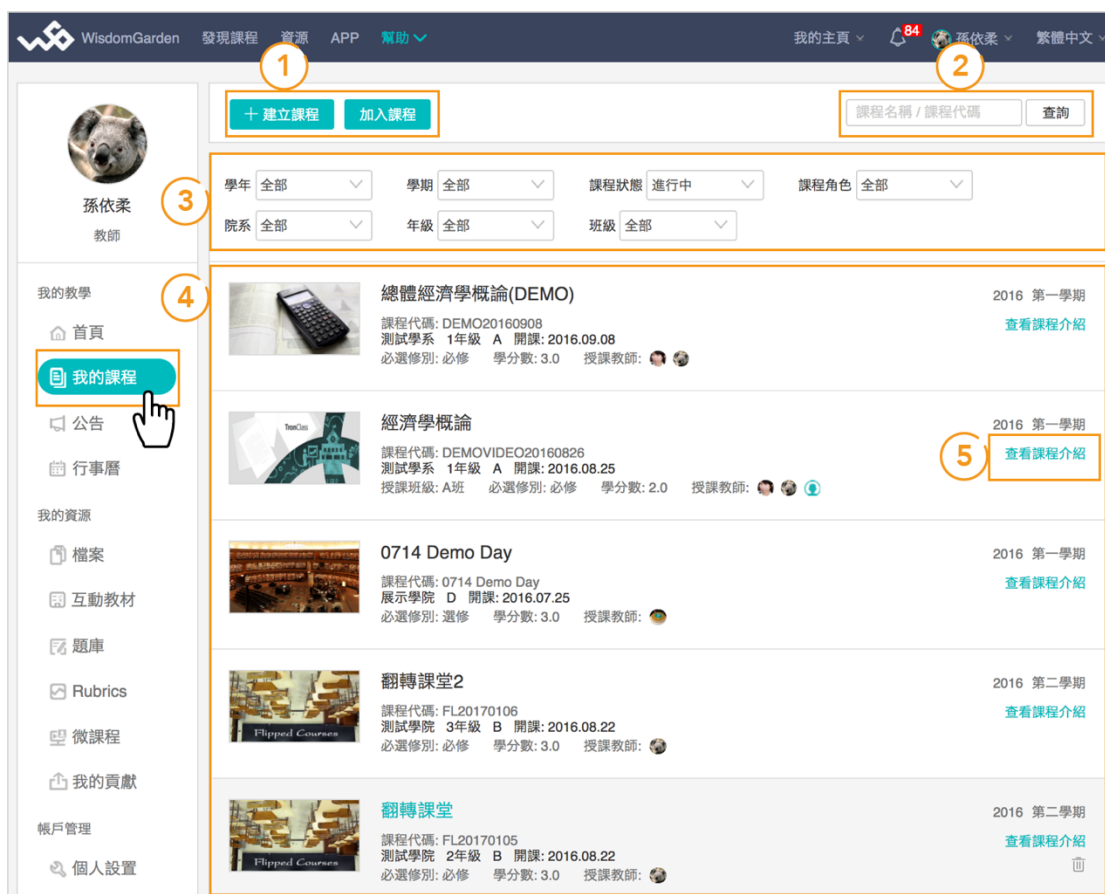 WisdomGarden 發現課程 資源 APP 幫助 我的主頁 84 孫依柔 繁體中文
1
2
建立課程 加入課程 課程名稱 / 課程代碼 查詢
孫依柔
教師
3
學年 全部 學期 全部 課程狀態 進行中 課程角色 全部
院系 全部 年級 全部 班級 全部
我的教學
首頁
我的課程
公告
行事曆
我的資源
檔案
互動教材
題庫
Rubrics
微課程
我的貢獻
帳戶管理
個人設置
4
總體經濟學概論(DEMO) 2016 第一學期
課程代碼: DEMO20160908 查看課程介紹
測試學系 1年級 A 開課: 2016.09.08
必選修別: 必修 學分數: 3.0 授課教師:
TronClass
經濟學概論 2016 第一學期
課程代碼: DEMOVIDEO20160826 5 查看課程介紹
測試學系 1年級 A 開課: 2016.08.25
授課班級: A班 必選修別: 必修 學分數: 2.0 授課教師:
0714 Demo Day 2016 第一學期
課程代碼: 0714 Demo Day 查看課程介紹
展示學院 D 開課: 2016.07.25
必選修別: 選修 學分數: 3.0 授課教師:
翻轉課堂2 2016 第二學期
課程代碼: FL20170106 查看課程介紹
測試學院 3年級 B 開課: 2016.08.22
Flipped Courses 必選修別: 必修 學分數: 3.0 授課教師:
翻轉課堂 2016 第二學期
課程代碼: FL20170105 查看課程介紹
測試學院 2年級 B 開課: 2016.08.22
Flipped Courses 必選修別: 必修 學分數: 3.0 授課教師: